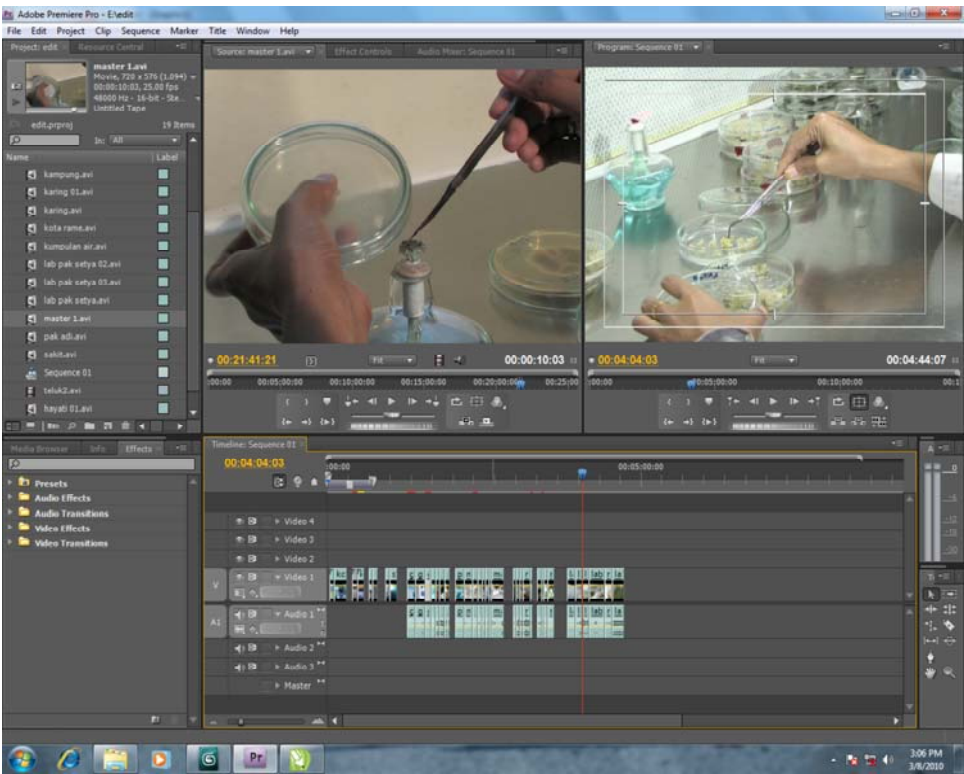 Adobe Premiere Pro - E:\edit
File Edit Project Clip Sequence Marker Title Window Help
Project: edit
Resource Central
master 1.avi
Movie, 720 x 576 (1.094)
00:00:10:03, 25.00 fps
48000 Hz - 16-bit - Ste...
Untitled Tape
edit.prproj
19 Items
In: All
Name
Label
kampung.avi
karing 01.avi
karing.avi
kota rame.avi
kumpulan air.avi
lab pak setya 02.avi
lab pak setya 03.avi
lab pak setya.avi
master 1.avi
pak adi.avi
sakit.avi
Sequence 01
teluk2.avi
hayati 01.avi
Source: master 1.avi
Effect Controls
Audio Mixer: Sequence 01
00:21:41:21
Fit
00:00:10:03
:00:00 00:05:00:00 00:10:00:00 00:15:00:00 00:20:00:00 00:25:00
Program: Sequence 01
00:04:04:03
Fit
00:04:44:07
:00:00 00:05:00:00 00:10:00:00
Media Browser
Info
Effects
Presets
Audio Effects
Audio Transitions
Video Effects
Video Transitions
Timeline: Sequence 01
00:04:04:03
:00:00
00:05:00:00
Video 4
Video 3
Video 2
V
Video 1
A1
Audio 1
Audio 2
Audio 3
Master
Pr
3:06 PM
3/8/2010